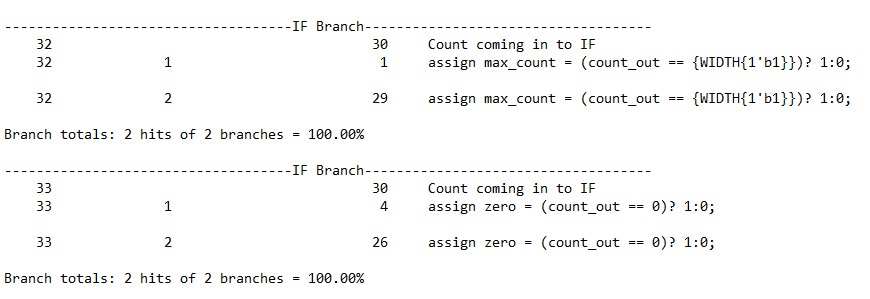 ------------------------------------IF Branch------------------------------------
    32                                        30     Count coming in to IF
    32              1                          1     assign max_count = (count_out == {WIDTH{1'b1}})? 1:0;
    32              2                         29     assign max_count = (count_out == {WIDTH{1'b1}})? 1:0;
Branch totals: 2 hits of 2 branches = 100.00%
------------------------------------IF Branch------------------------------------
    33                                        30     Count coming in to IF
    33              1                          4     assign zero = (count_out == 0)? 1:0;
    33              2                         26     assign zero = (count_out == 0)? 1:0;
Branch totals: 2 hits of 2 branches = 100.00%